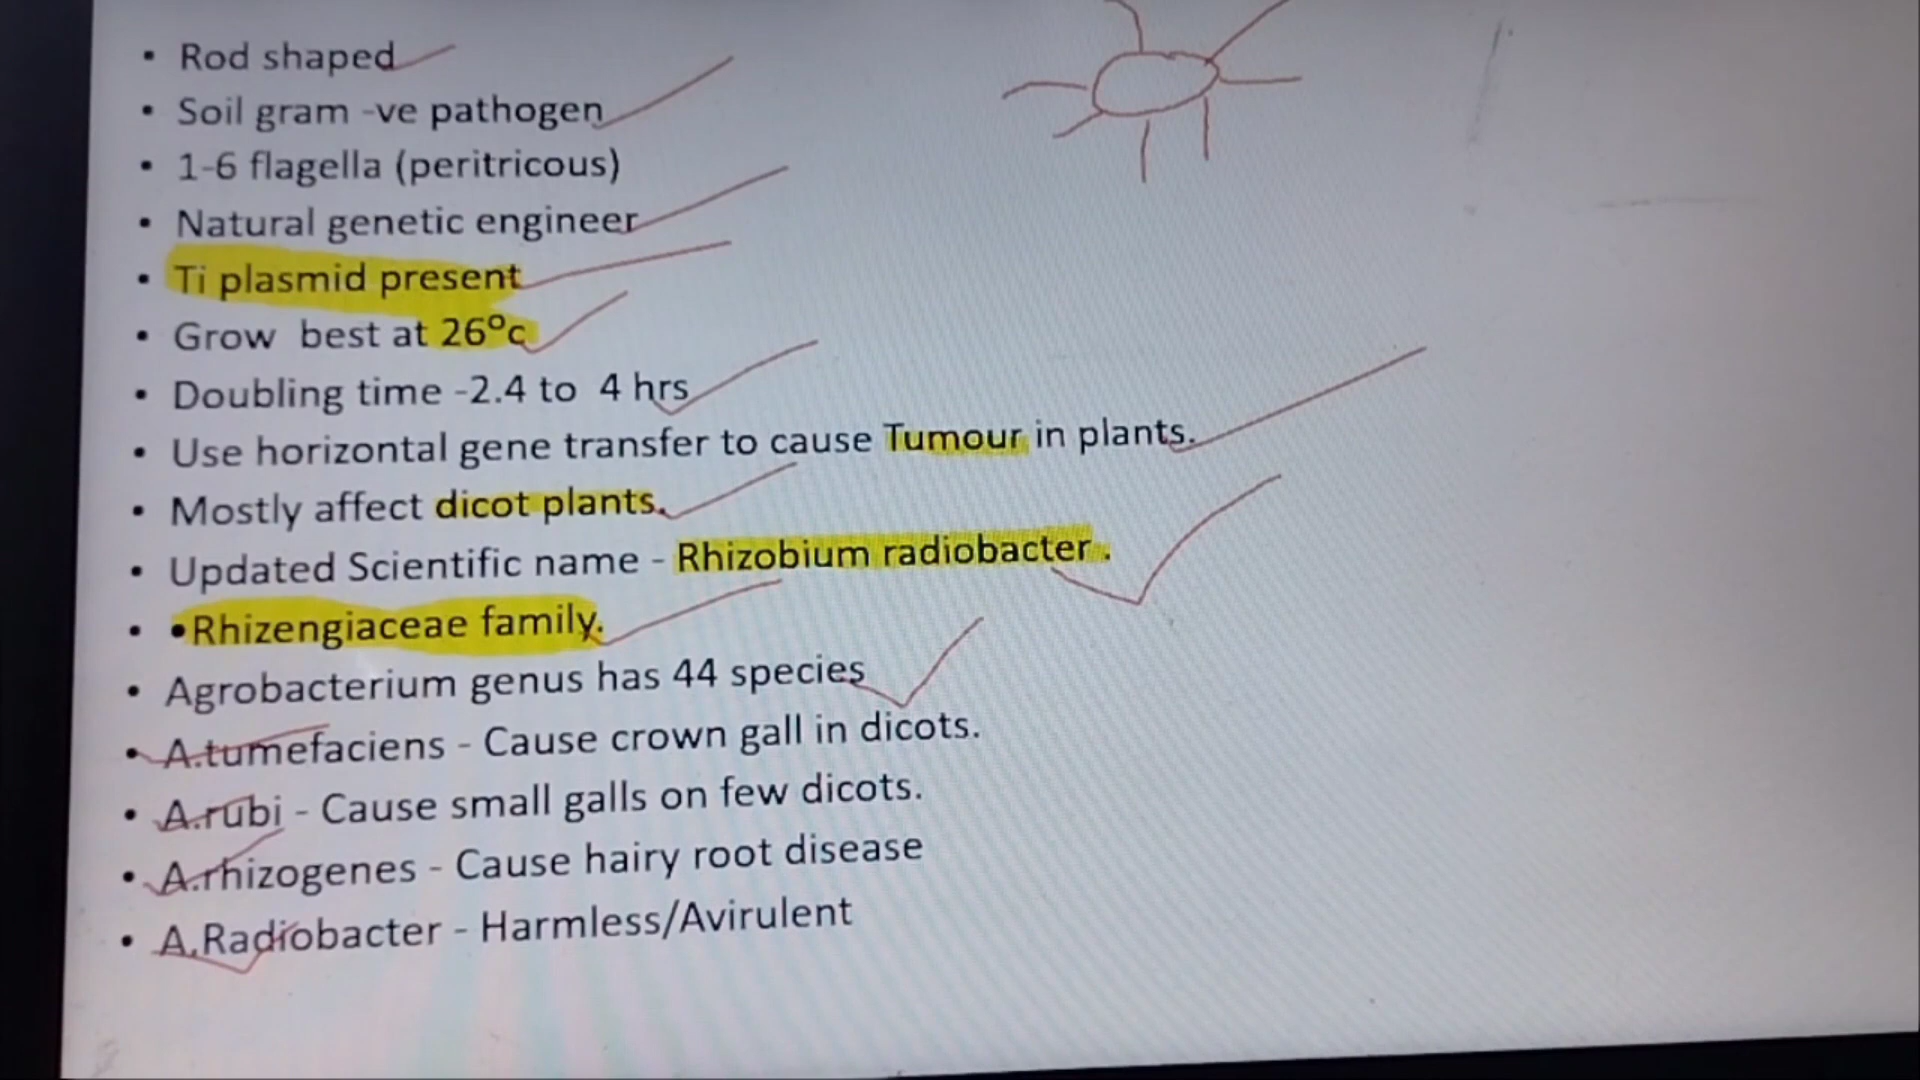 • Rod shaped
• Soil gram -ve pathogen
• 1-6 flagella (peritricous)
• Natural genetic engineer
• Ti plasmid present
• Grow best at 26°c
• Doubling time -2.4 to 4 hrs
• Use horizontal gene transfer to cause Tumour in plants.
• Mostly affect dicot plants.
• Updated Scientific name - Rhizobium radiobacter .
• •Rhizengiaceae family.
• Agrobacterium genus has 44 species
• A.tumefaciens - Cause crown gall in dicots.
• A.rubi - Cause small galls on few dicots.
• A.rhizogenes - Cause hairy root disease
• A.Radiobacter - Harmless/Avirulent